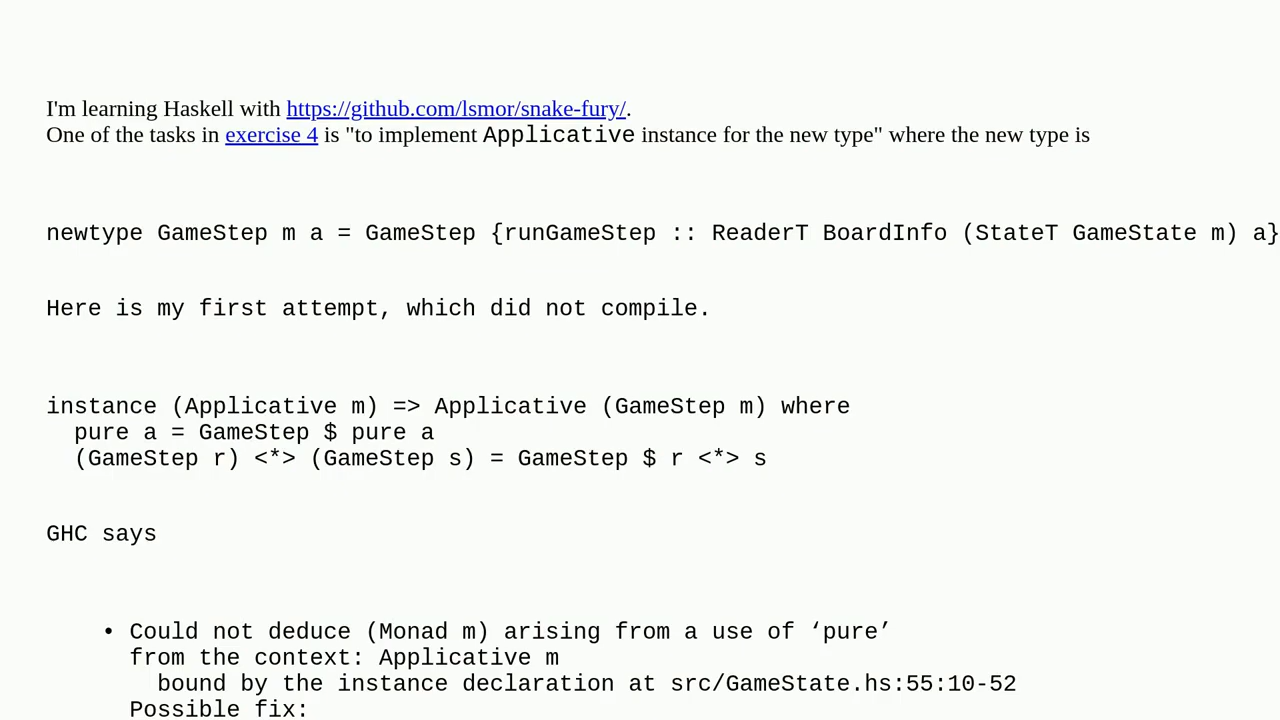 I'm learning Haskell with https://github.com/lsmor/snake-fury/.
One of the tasks in exercise 4 is "to implement Applicative instance for the new type" where the new type is
newtype GameStep m a = GameStep {runGameStep :: ReaderT BoardInfo (StateT GameState m) a}
Here is my first attempt, which did not compile.
instance (Applicative m) => Applicative (GameStep m) where
  pure a = GameStep $ pure a
  (GameStep r) <*> (GameStep s) = GameStep $ r <*> s
GHC says
    • Could not deduce (Monad m) arising from a use of ‘pure’
      from the context: Applicative m
        bound by the instance declaration at src/GameState.hs:55:10-52
      Possible fix: